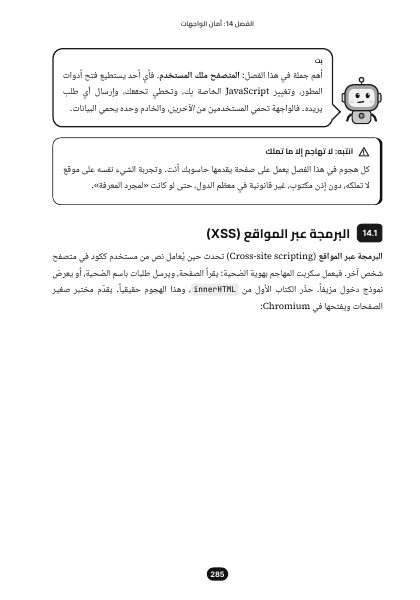 الفصل 14: أمان الواجهات
بِت
أهم جملة في هذا الفصل: المتصفح ملك المستخدم. فأي أحد يستطيع فتح أدوات
المطور، وتغيير JavaScript الخاصة بك، وتخطي تحققك، وإرسال أي طلب
يريده. فالواجهة تحمي المستخدمين من الآخرين، والخادم وحده يحمي البيانات.
انتبه: لا تهاجم إلا ما تملك
كل هجوم في هذا الفصل يعمل على صفحة يقدمها حاسوبك أنت. وتجربة الشيء نفسه على موقع
لا تملكه، دون إذن مكتوب، غير قانونية في معظم الدول، حتى لو كانت «لمجرد المعرفة».
14.1 البرمجة عبر المواقع (XSS)
البرمجة عبر المواقع (Cross-site scripting) تحدث حين يُعامل نص من مستخدم ككود في متصفح
شخص آخر. فيعمل سكربت المهاجم بهوية الضحية: يقرأ الصفحة، ويرسل طلبات باسم الضحية، أو يعرض
نموذج دخول مزيفاً. حذّر الكتاب الأول من innerHTML، وهذا الهجوم حقيقياً. يقدّم مختبر صغير
الصفحات ويفتحها في Chromium:
285